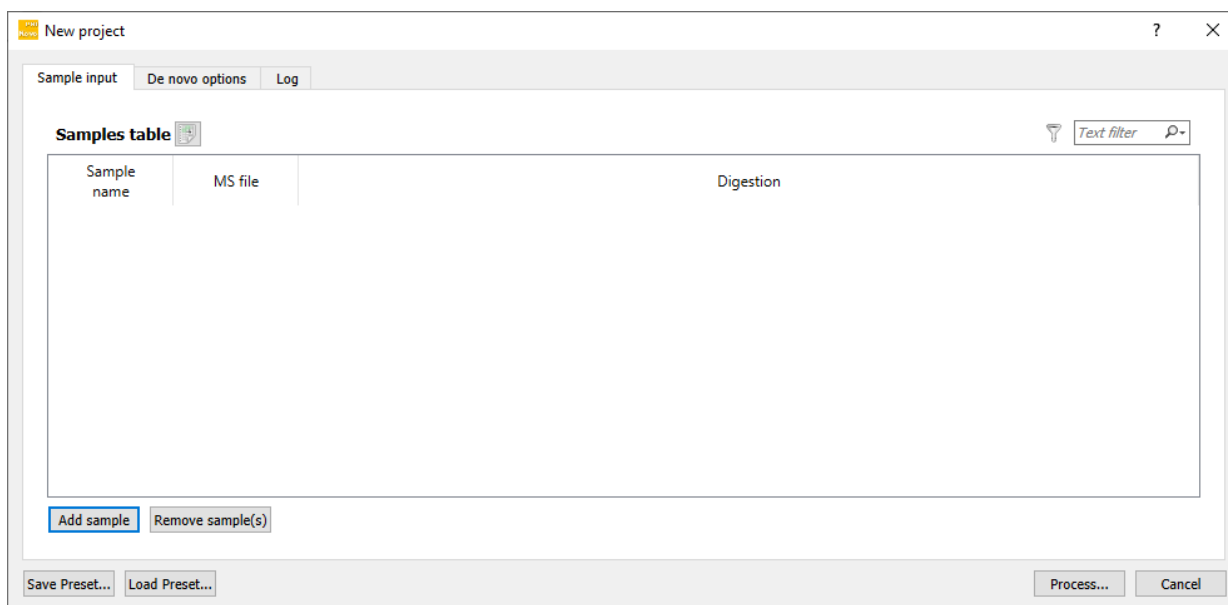 New project
?
Sample input
De novo options
Log
Samples table
Text filter
Sample
name
MS file
Digestion
Add sample
Remove sample(s)
Save Preset...
Load Preset...
Process...
Cancel